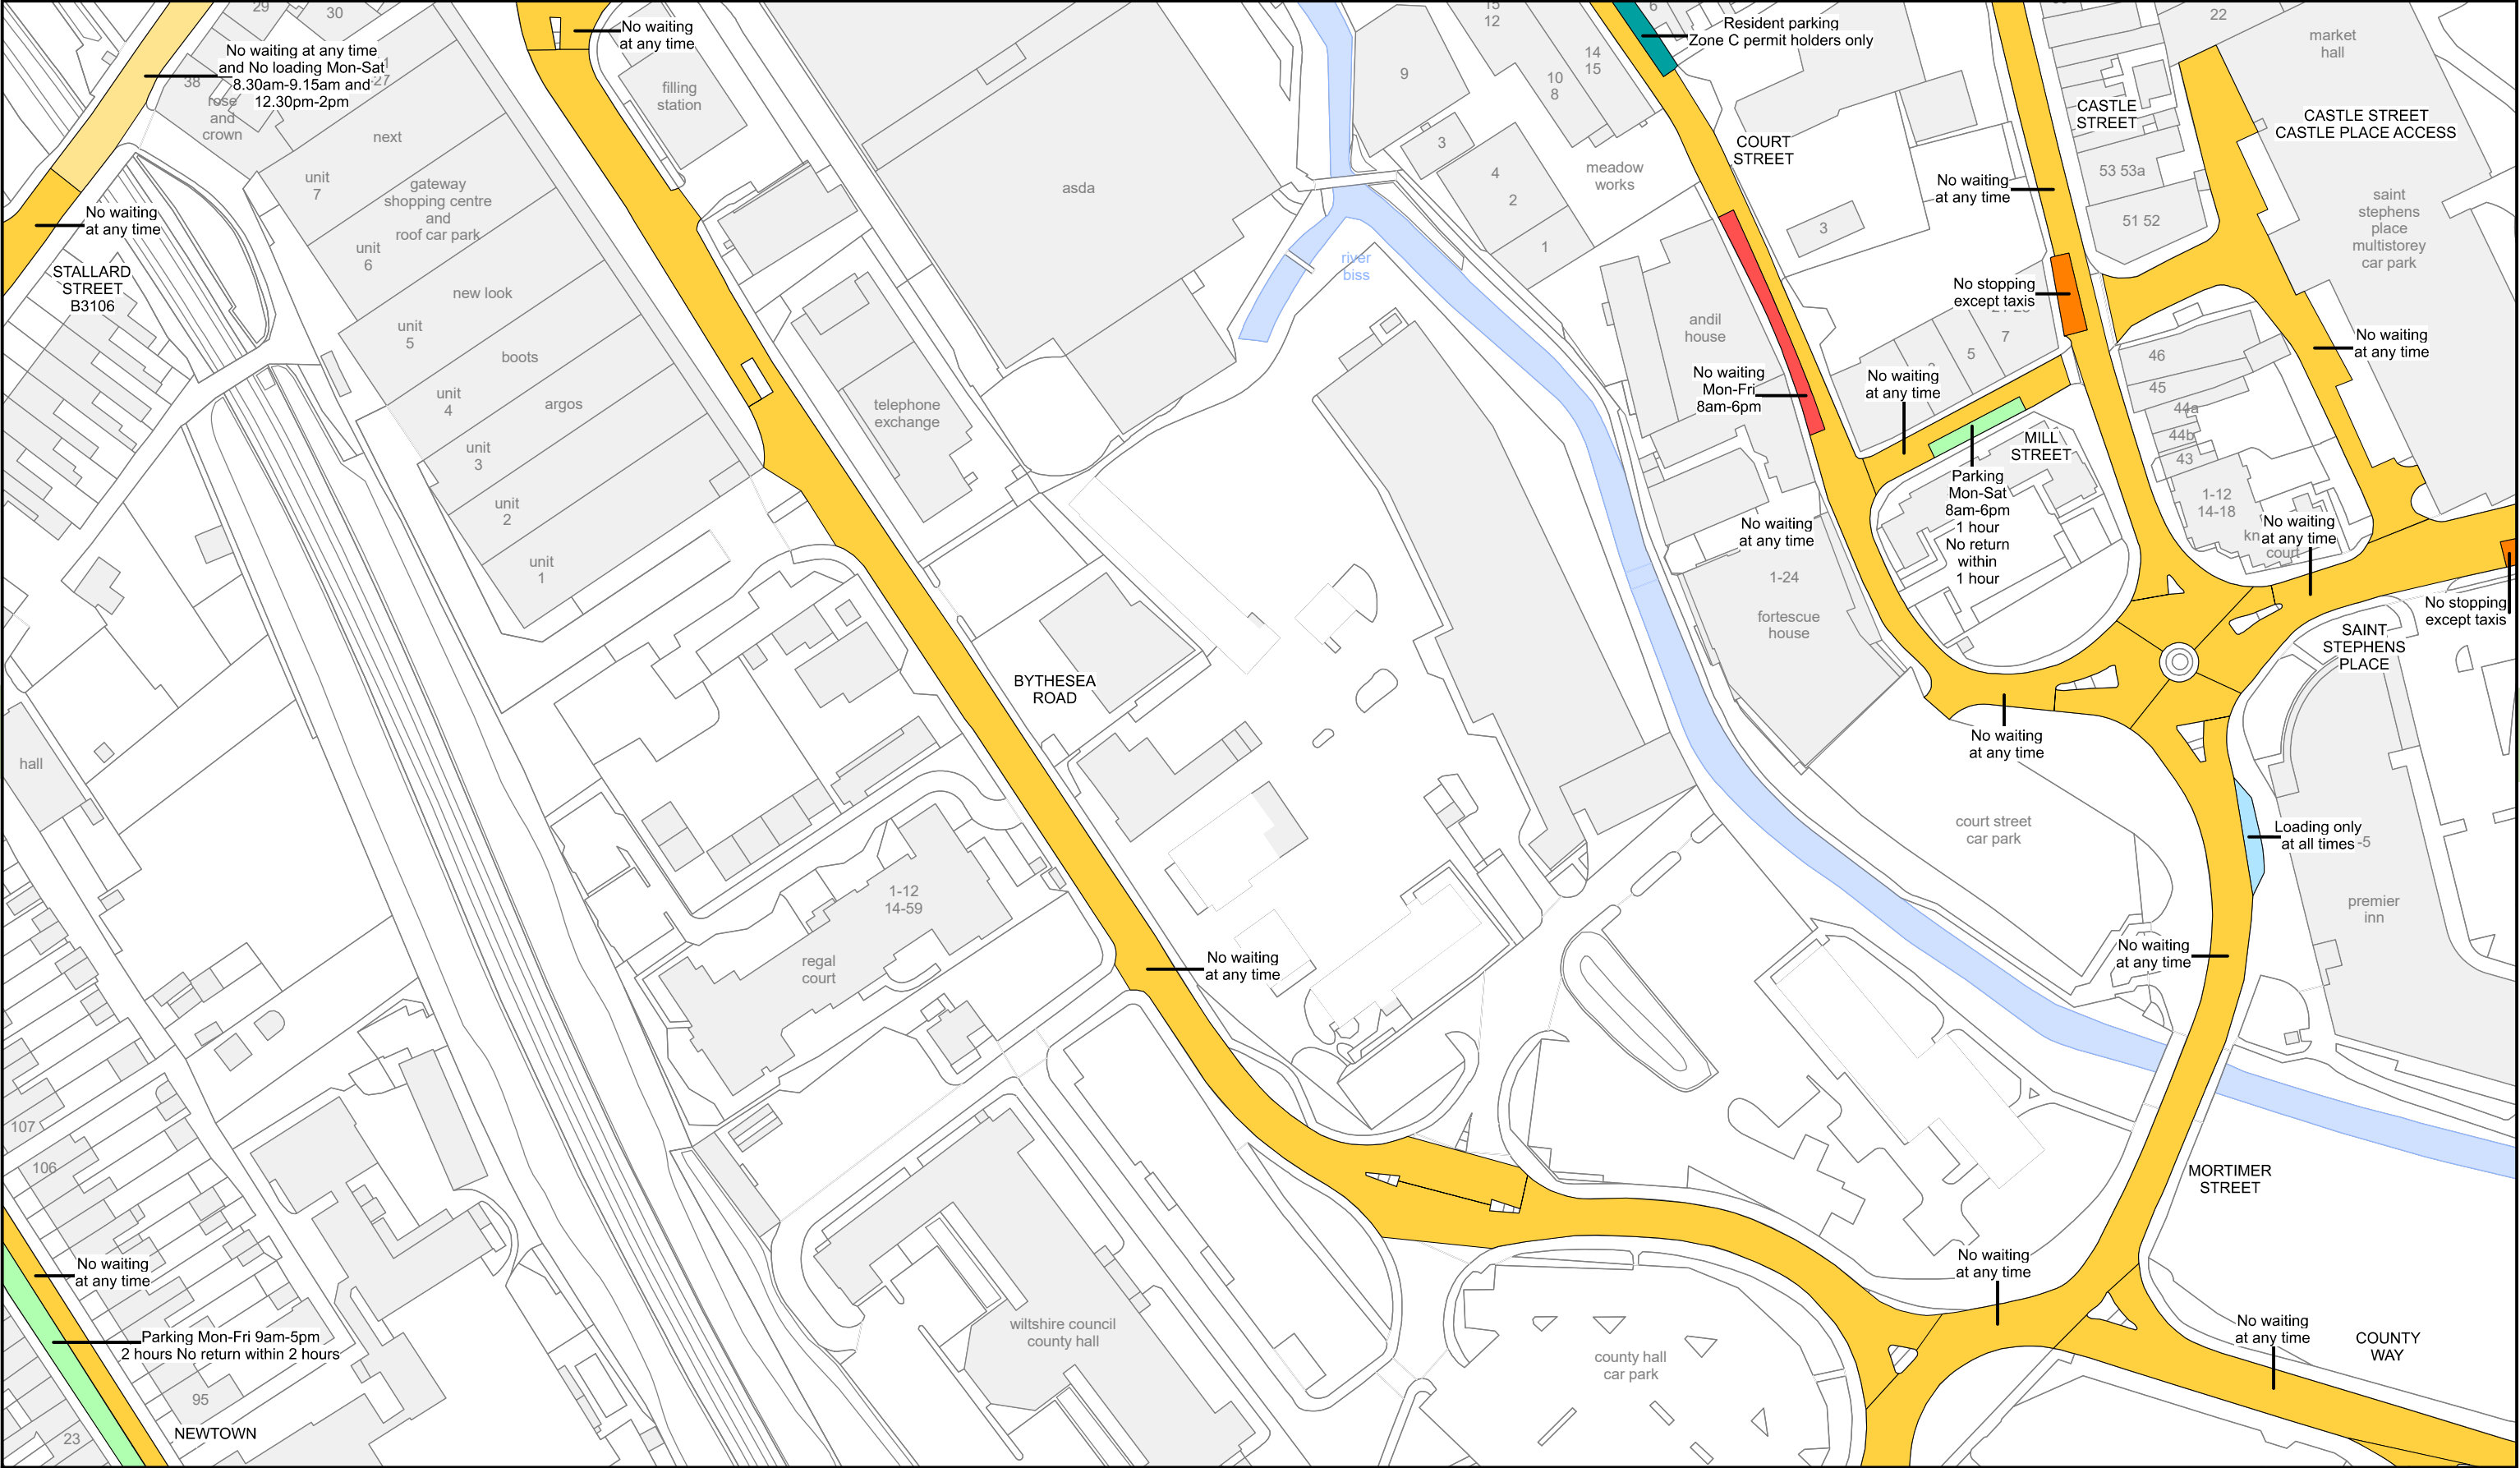 29
30
No waiting at any time
and No loading Mon-Sat
8.30am-9.15am and
12.30pm-2pm
38
rose
and
crown
No waiting
at any time
STALLARD
STREET
B3106
next
unit
7
gateway
shopping centre
and
roof car park
unit
6
new look
unit
5
boots
unit
4
argos
unit
3
unit
2
unit
1
No waiting
at any time
filling
station
asda
telephone
exchange
river
biss
9
3
4
2
1
12
14
15
10
8
meadow
works
Resident parking
Zone C permit holders only
COURT
STREET
3
andil
house
No waiting
Mon-Fri
8am-6pm
No waiting
at any time
No stopping
except taxis
5
7
No waiting
at any time
MILL
STREET
Parking
Mon-Sat
8am-6pm
1 hour
No return
within
1 hour
No waiting
at any time
1-24
fortescue
house
22
market
hall
CASTLE
STREET
CASTLE STREET
CASTLE PLACE ACCESS
53 53a
51 52
saint
stephens
place
multistorey
car park
No waiting
at any time
46
45
44a
44b
43
1-12
14-18
court
No waiting
at any time
No stopping
except taxis
SAINT
STEPHENS
PLACE
No waiting
at any time
BYTHESEA
ROAD
hall
court street
car park
Loading only
at all times
-5
premier
inn
1-12
14-59
regal
court
No waiting
at any time
No waiting
at any time
107
106
MORTIMER
STREET
No waiting
at any time
Parking Mon-Fri 9am-5pm
2 hours No return within 2 hours
95
23
NEWTOWN
wiltshire council
county hall
county hall
car park
No waiting
at any time
No waiting
at any time
COUNTY
WAY